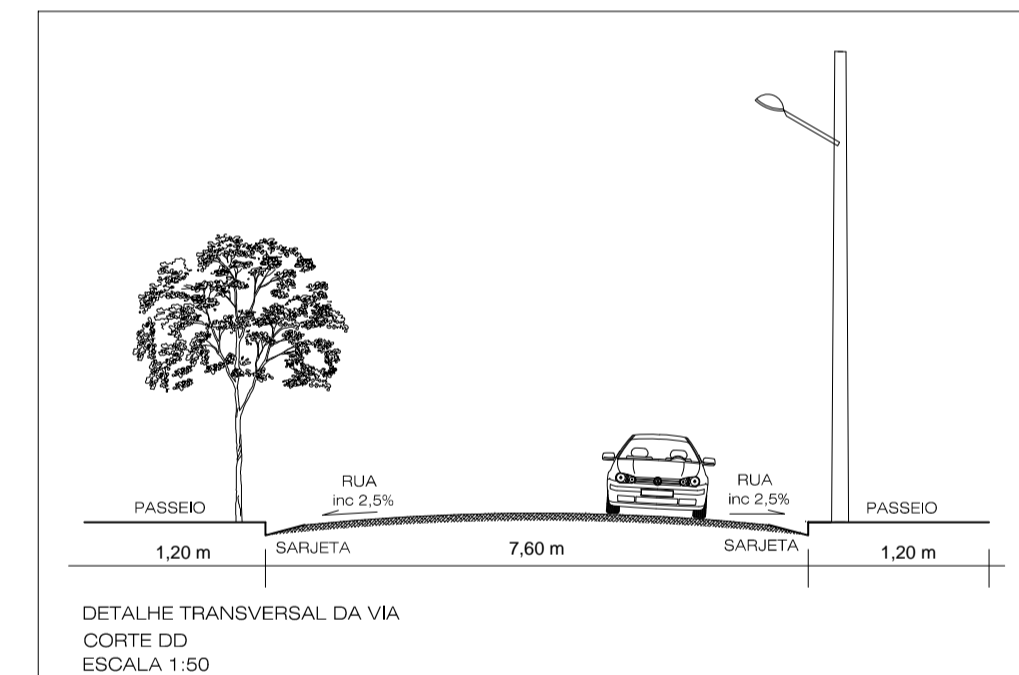 RUA
inc 2,5%
RUA
inc 2,5%
PASSEIO
PASSEIO
SARJETA
SARJETA
1,20 m
7,60 m
1,20 m
DETALHE TRANSVERSAL DA VIA
CORTE DD
ESCALA 1:50